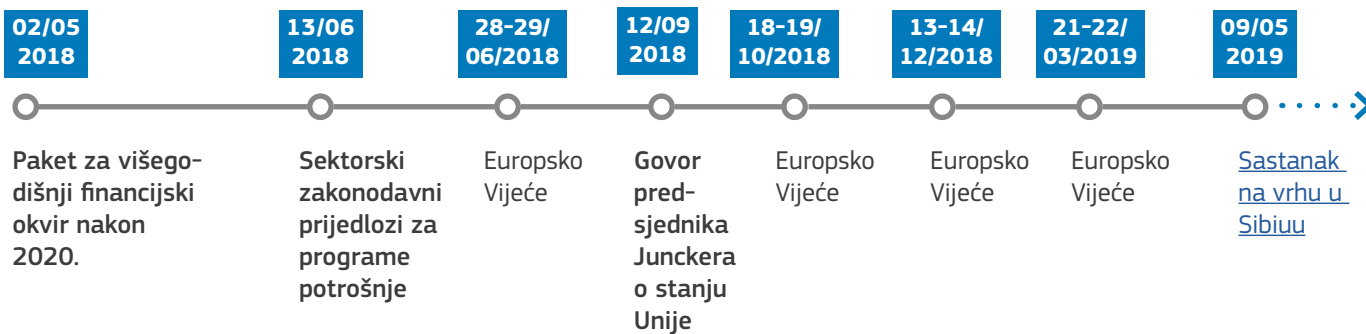 02/05
2018
13/06
2018
28-29/
06/2018
12/09
2018
18-19/
10/2018
13-14/
12/2018
21-22/
03/2019
09/05
2019
Paket za višego-
dišnji financijski
okvir nakon
2020.
Sektorski
zakonodavni
prijedlozi za
programe
potrošnje
Europsko
Vijeće
Govor
pred-
sjednika
Junckera
o stanju
Unije
Europsko
Vijeće
Europsko
Vijeće
Europsko
Vijeće
Sastanak
na vrhu u
Sibiuu